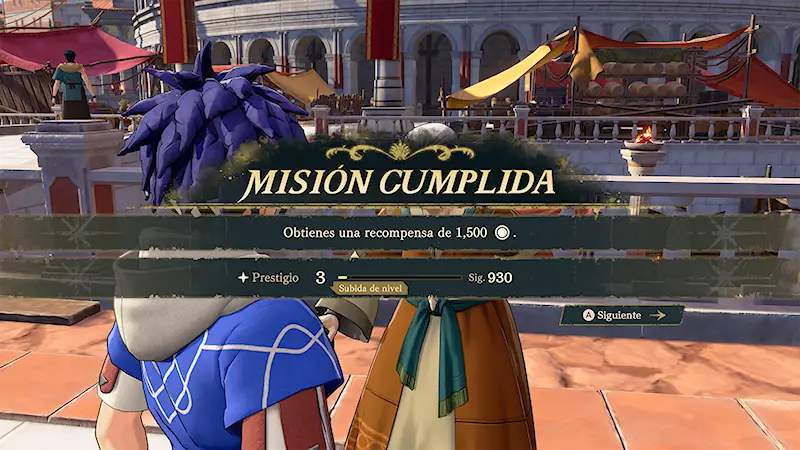 MISIÓN CUMPLIDA
Obtienes una recompensa de 1,500 .
Prestigio 3 Sig. 930
Subida de nivel
A Siguiente